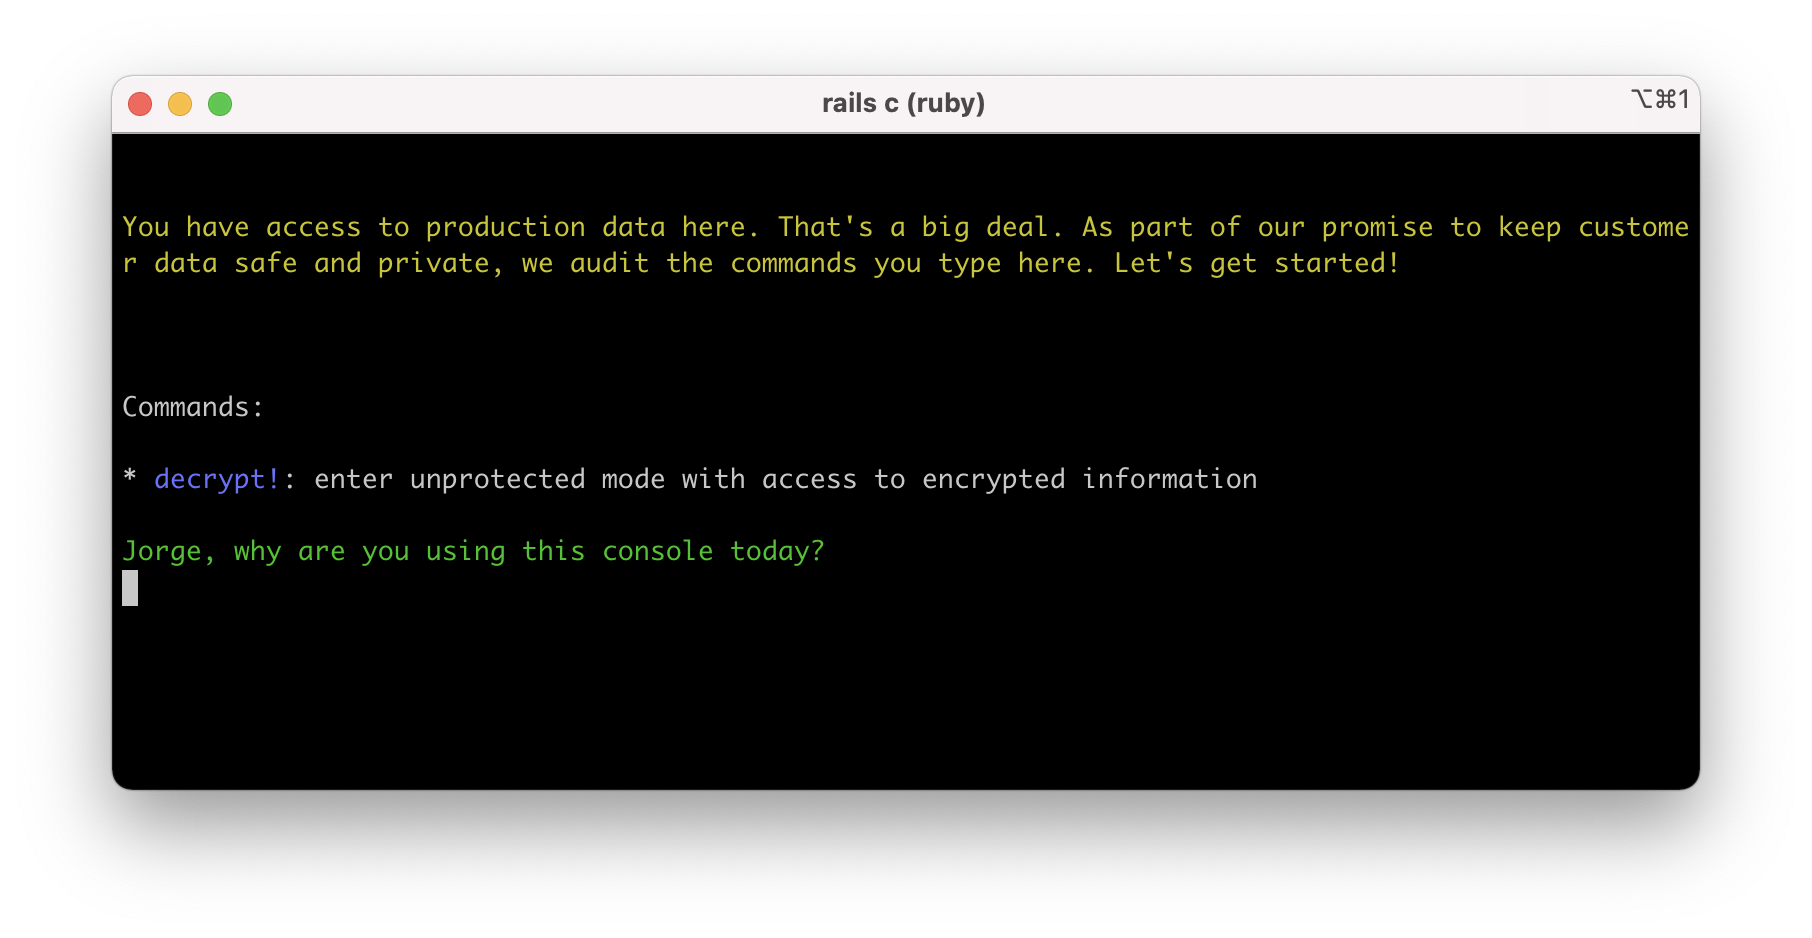 rails c (ruby)
⌥⌘1
You have access to production data here. That's a big deal. As part of our promise to keep custome
r data safe and private, we audit the commands you type here. Let's get started!
Commands:
* decrypt!: enter unprotected mode with access to encrypted information
Jorge, why are you using this console today?